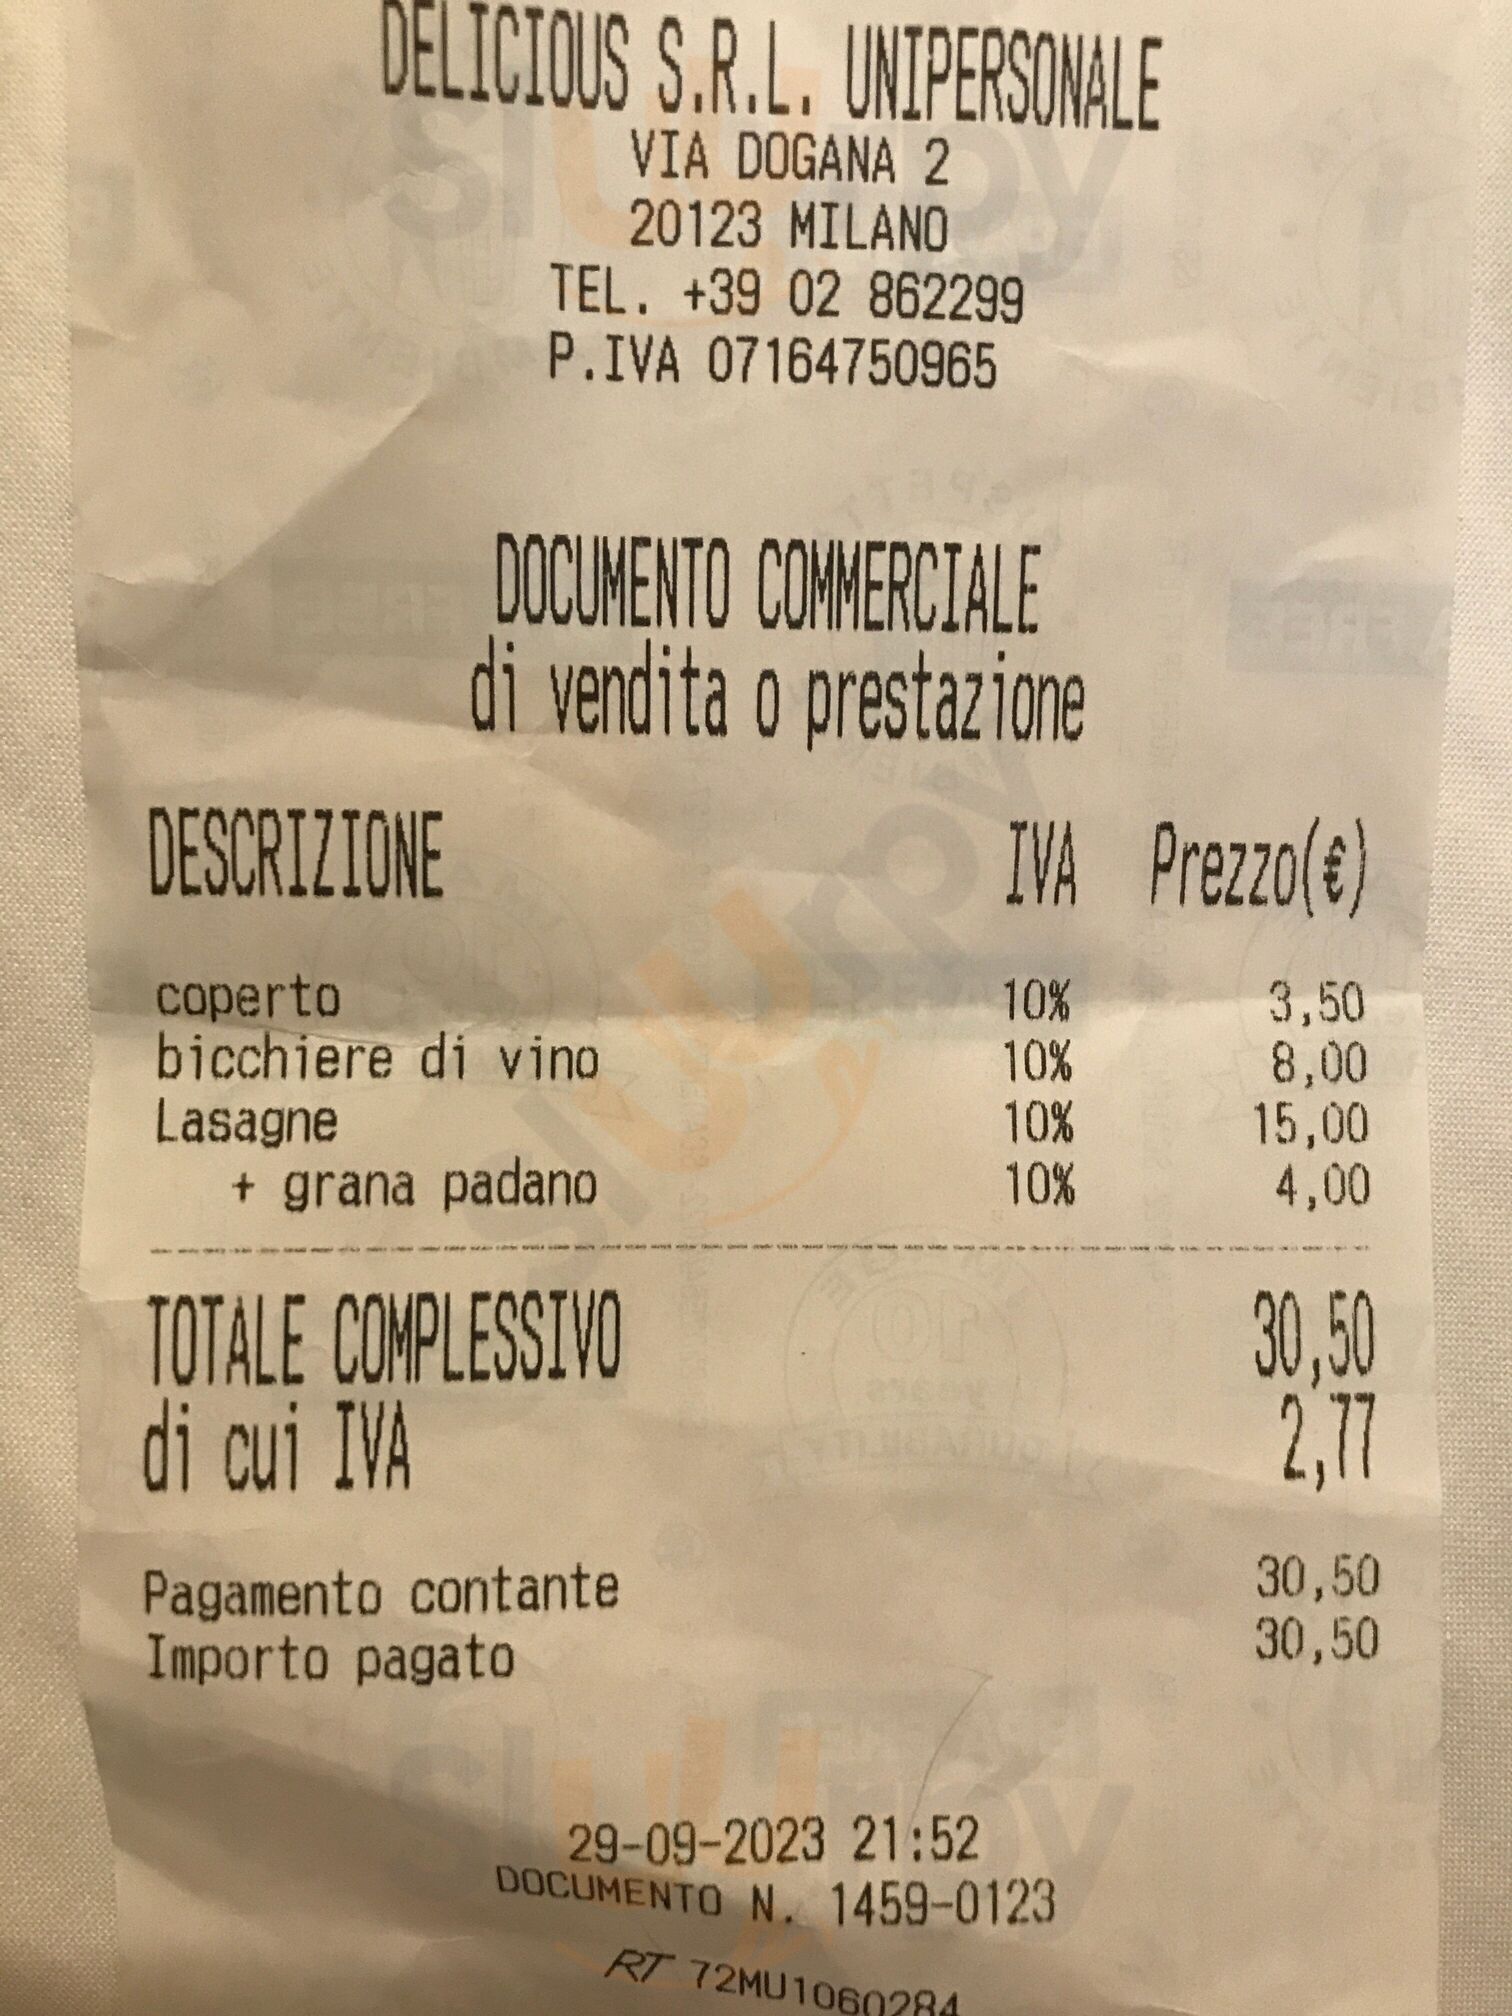 DELICIOUS S.R.L. UNIPERSONALE
VIA DOGANA 2
20123 MILANO
TEL. +39 02 862299
P.IVA 07164750965
DOCUMENTO COMMERCIALE
di vendita o prestazione
DESCRIZIONE IVA Prezzo(€)
coperto 10% 3,50
bicchiere di vino 10% 8,00
Lasagne 10% 15,00
+ grana padano 10% 4,00
TOTALE COMPLESSIVO 30,50
di cui IVA 2,77
Pagamento contante 30,50
Importo pagato 30,50
29-09-2023 21:52
DOCUMENTO N. 1459-0123
RT 72MU1060284
slUrpy
slUrpy
slUrpy